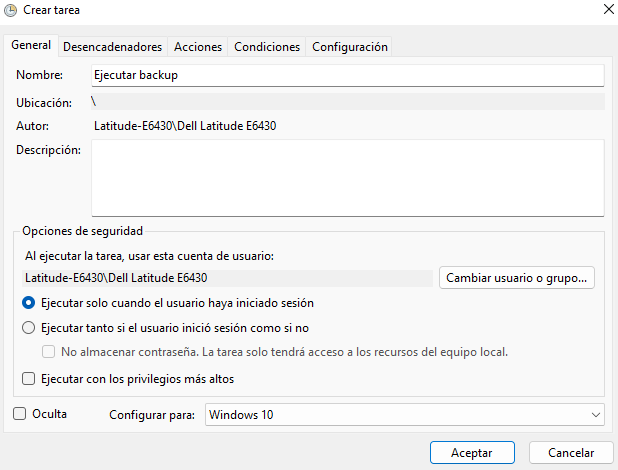 Crear tarea
General Desencadenadores Acciones Condiciones Configuración
Nombre: Ejecutar backup
Ubicación: \
Autor: Latitude-E6430\Dell Latitude E6430
Descripción:
Opciones de seguridad
Al ejecutar la tarea, usar esta cuenta de usuario:
Latitude-E6430\Dell Latitude E6430 Cambiar usuario o grupo...
Ejecutar solo cuando el usuario haya iniciado sesión
Ejecutar tanto si el usuario inició sesión como si no
No almacenar contraseña. La tarea solo tendrá acceso a los recursos del equipo local.
Ejecutar con los privilegios más altos
Oculta Configurar para: Windows 10
Aceptar Cancelar